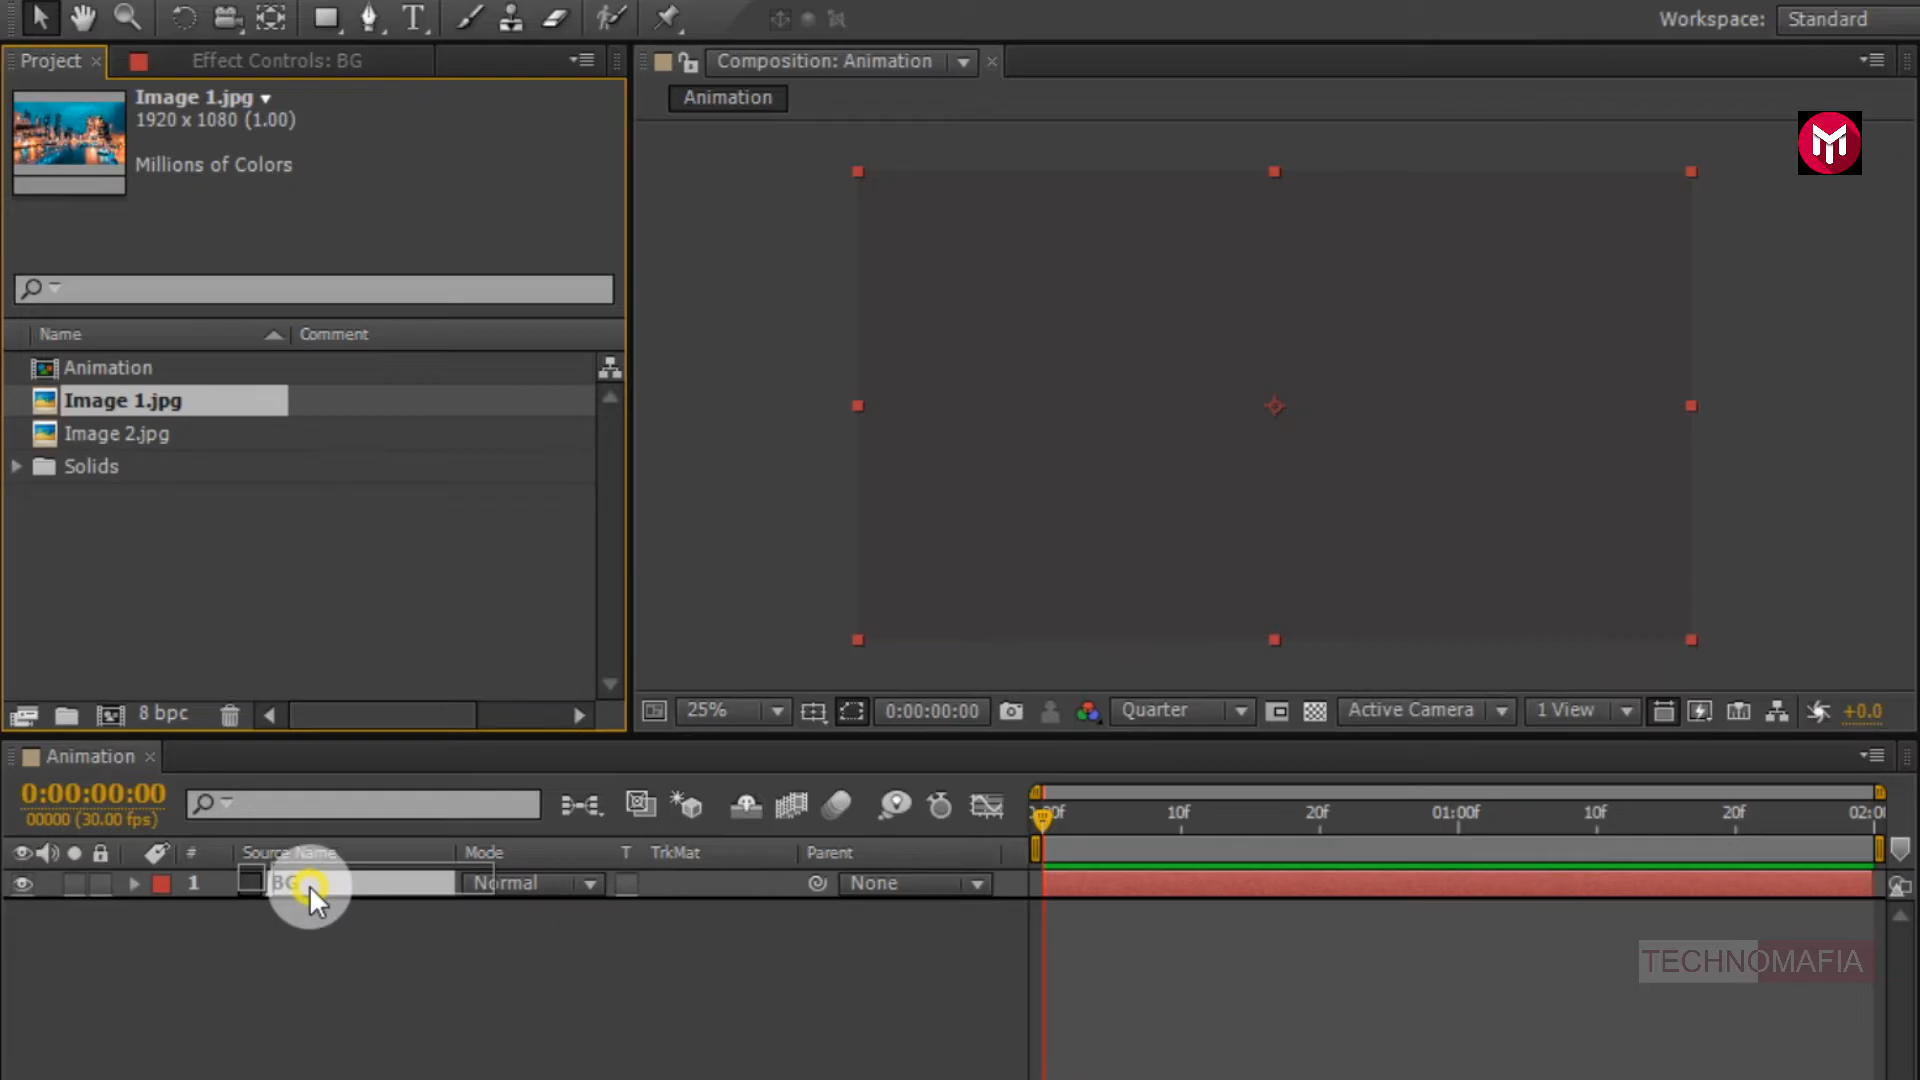 Workspace: Standard
Project
Effect Controls: BG
Composition: Animation
Image 1.jpg
1920 x 1080 (1.00)
Millions of Colors
Animation
Name
Comment
Animation
Image 1.jpg
Image 2.jpg
Solids
8 bpc
25%
0:00:00:00
Quarter
Active Camera
1 View
+0.0
Animation
0:00:00:00
00000 (30.00 fps)
10f
20f
01:00f
10f
20f
# Source Name
Mode
T TrkMat
Parent
1
BG
Normal
None
TECHNOMAFIA